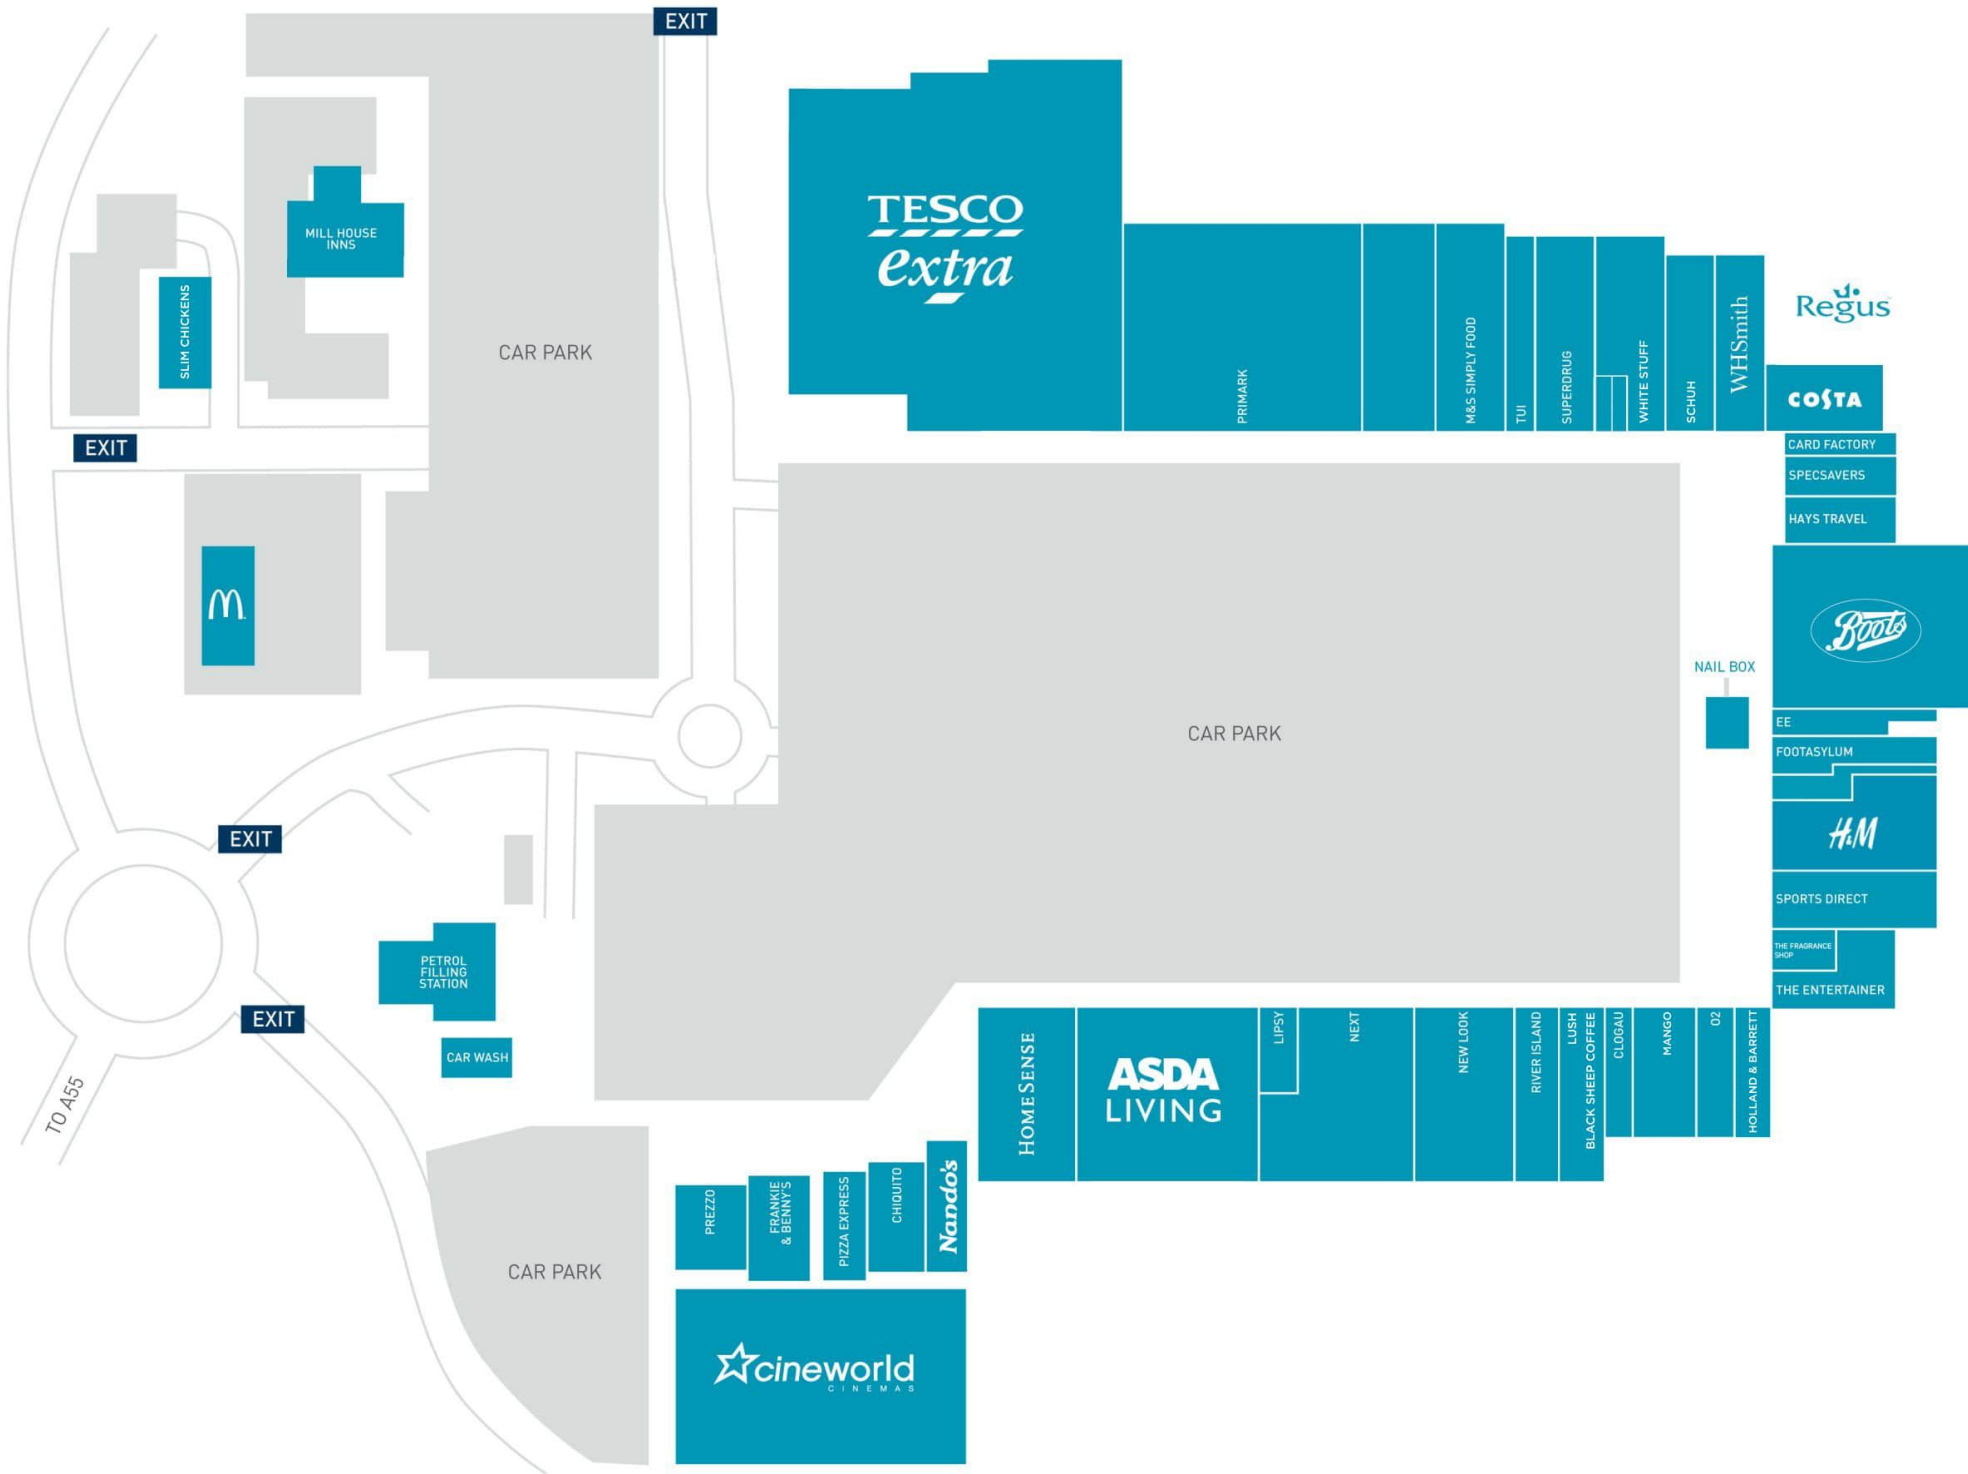 EXIT
MILL HOUSE
INNS
SLIM CHICKENS
CAR PARK
EXIT
TESCO
extra
PRIMARK
M&S SIMPLY FOOD
TUI
SUPERDRUG
WHITE STUFF
SCHUH
WHSmith
Regus
COSTA
CARD FACTORY
SPECSAVERS
HAYS TRAVEL
Boots
NAIL BOX
EE
FOOTASYLUM
H&M
SPORTS DIRECT
THE FRAGRANCE
SHOP
THE ENTERTAINER
M
CAR PARK
EXIT
PETROL
FILLING
STATION
EXIT
CAR WASH
TO A55
HOMESENSE
ASDA
LIVING
LIPSY
NEXT
NEW LOOK
RIVER ISLAND
LUSH
BLACK SHEEP COFFEE
CLOGAU
MANGO
O2
HOLLAND & BARRETT
PREZZO
FRANKIE
& BENNY'S
PIZZA EXPRESS
CHIQUITO
Nando's
CAR PARK
cineworld
CINEMAS